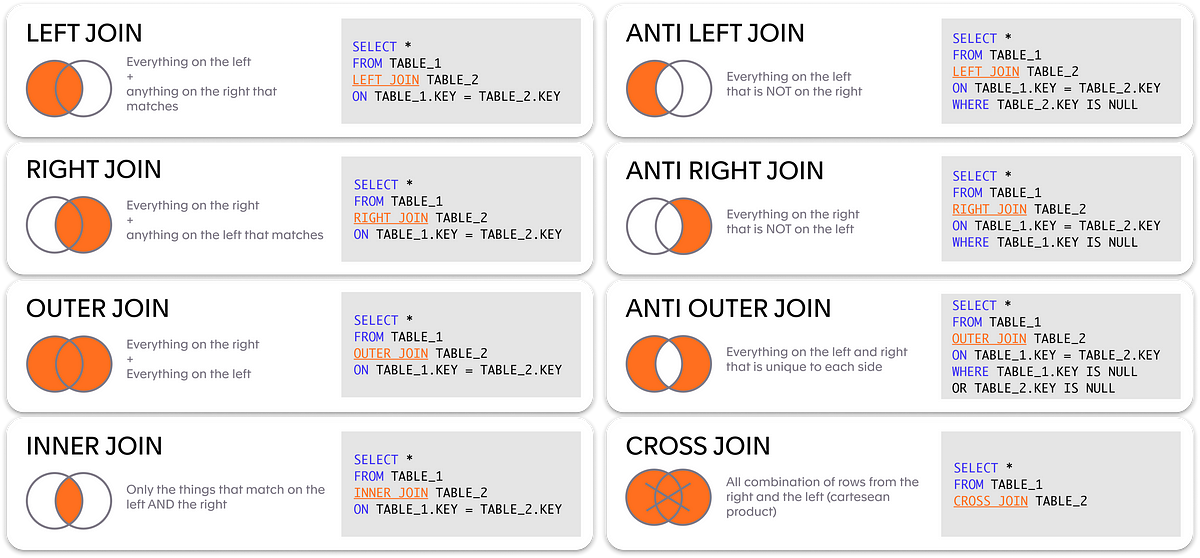 LEFT JOIN
Everything on the left
+
anything on the right that
matches
SELECT *
FROM TABLE_1
LEFT JOIN TABLE_2
ON TABLE_1.KEY = TABLE_2.KEY
ANTI LEFT JOIN
Everything on the left
that is NOT on the right
SELECT *
FROM TABLE_1
LEFT JOIN TABLE_2
ON TABLE_1.KEY = TABLE_2.KEY
WHERE TABLE_2.KEY IS NULL
RIGHT JOIN
Everything on the right
+
anything on the left that matches
SELECT *
FROM TABLE_1
RIGHT JOIN TABLE_2
ON TABLE_1.KEY = TABLE_2.KEY
ANTI RIGHT JOIN
Everything on the right
that is NOT on the left
SELECT *
FROM TABLE_1
RIGHT JOIN TABLE_2
ON TABLE_1.KEY = TABLE_2.KEY
WHERE TABLE_1.KEY IS NULL
OUTER JOIN
Everything on the right
+
Everything on the left
SELECT *
FROM TABLE_1
OUTER JOIN TABLE_2
ON TABLE_1.KEY = TABLE_2.KEY
ANTI OUTER JOIN
Everything on the left and right
that is unique to each side
SELECT *
FROM TABLE_1
OUTER JOIN TABLE_2
ON TABLE_1.KEY = TABLE_2.KEY
WHERE TABLE_1.KEY IS NULL
OR TABLE_2.KEY IS NULL
INNER JOIN
Only the things that match on the
left AND the right
SELECT *
FROM TABLE_1
INNER JOIN TABLE_2
ON TABLE_1.KEY = TABLE_2.KEY
CROSS JOIN
All combination of rows from the
right and the left (cartesean
product)
SELECT *
FROM TABLE_1
CROSS JOIN TABLE_2